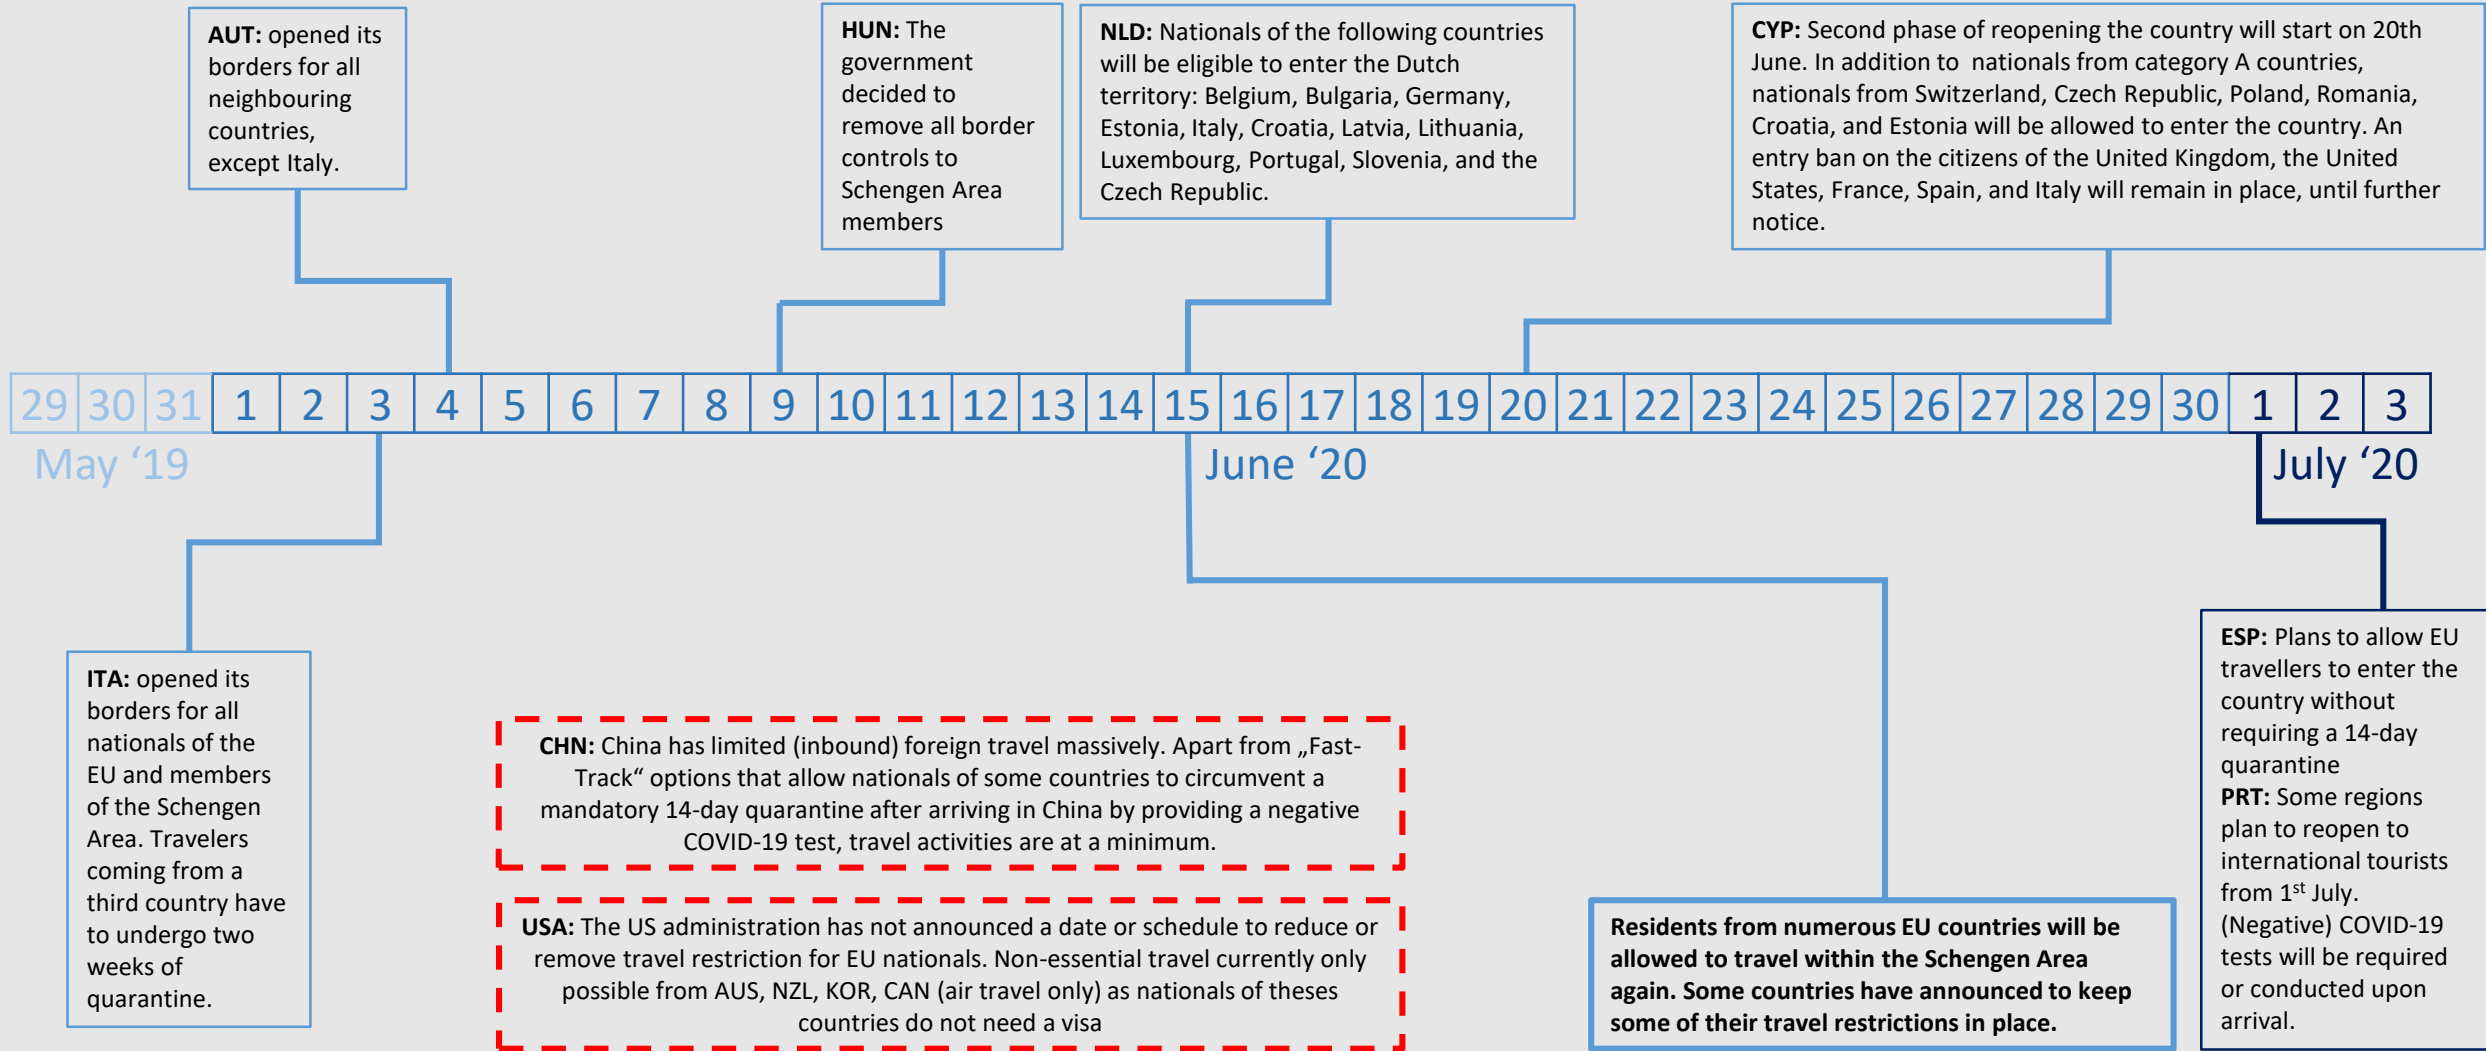 AUT: opened its
borders for all
neighbouring
countries,
except Italy.
HUN: The
government
decided to
remove all border
controls to
Schengen Area
members
NLD: Nationals of the following countries
will be eligible to enter the Dutch
territory: Belgium, Bulgaria, Germany,
Estonia, Italy, Croatia, Latvia, Lithuania,
Luxembourg, Portugal, Slovenia, and the
Czech Republic.
CYP: Second phase of reopening the country will start on 20th
June. In addition to nationals from category A countries,
nationals from Switzerland, Czech Republic, Poland, Romania,
Croatia, and Estonia will be allowed to enter the country. An
entry ban on the citizens of the United Kingdom, the United
States, France, Spain, and Italy will remain in place, until further
notice.
29 30 31 1 2 3 4 5 6 7 8 9 10 11 12 13 14 15 16 17 18 19 20 21 22 23 24 25 26 27 28 29 30 1 2 3
May ‘19 June ‘20 July ‘20
ITA: opened its
borders for all
nationals of the
EU and members
of the Schengen
Area. Travelers
coming from a
third country have
to undergo two
weeks of
quarantine.
CHN: China has limited (inbound) foreign travel massively. Apart from „Fast-
Track“ options that allow nationals of some countries to circumvent a
mandatory 14-day quarantine after arriving in China by providing a negative
COVID-19 test, travel activities are at a minimum.
USA: The US administration has not announced a date or schedule to reduce or
remove travel restriction for EU nationals. Non-essential travel currently only
possible from AUS, NZL, KOR, CAN (air travel only) as nationals of theses
countries do not need a visa
Residents from numerous EU countries will be
allowed to travel within the Schengen Area
again. Some countries have announced to keep
some of their travel restrictions in place.
ESP: Plans to allow EU
travellers to enter the
country without
requiring a 14-day
quarantine
PRT: Some regions
plan to reopen to
international tourists
from 1st July.
(Negative) COVID-19
tests will be required
or conducted upon
arrival.